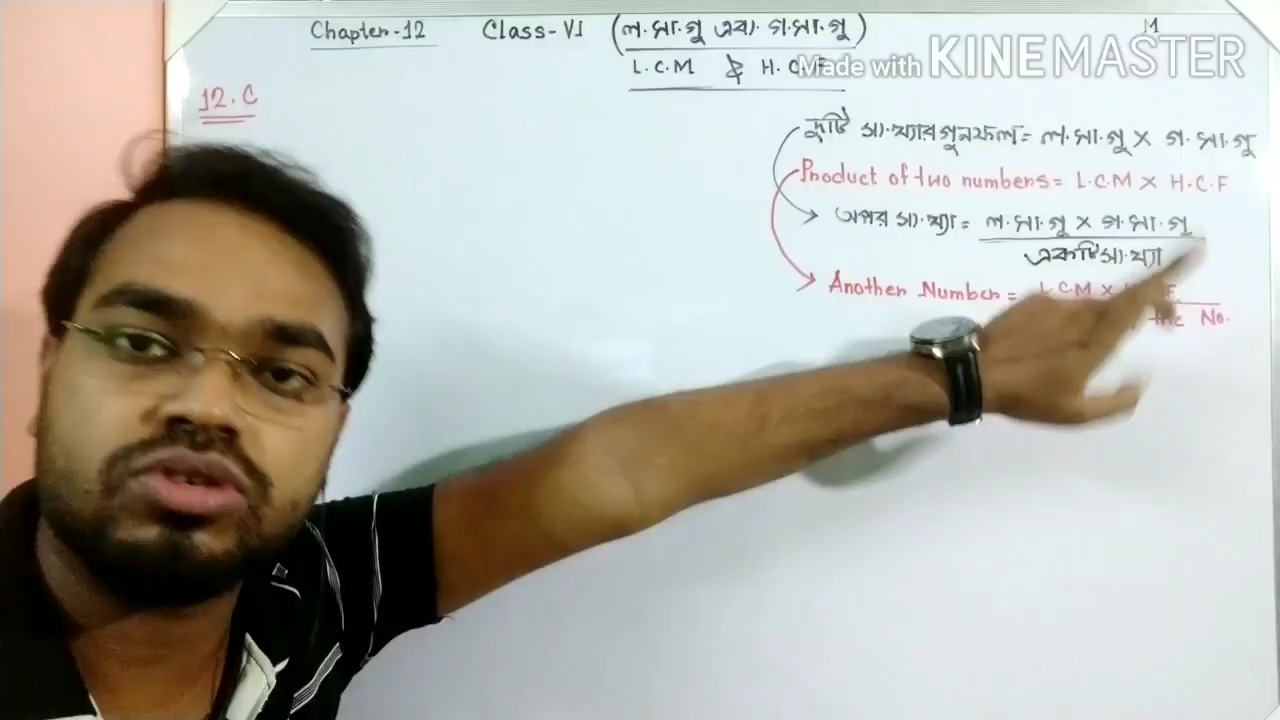 Chapter-12 Class-VI (ল.সা.গু এবং গ.সা.গু) M
L.C.M & H.C.F
Made with KINEMASTER
12.C
দুটি সাংখ্যার গুনফল = ল.সা.গু × গ.সা.গু
Product of two numbers = L.C.M × H.C.F
অপর সংখ্যা = ল.সা.গু × গ.সা.গু
একটি সংখ্যা
Another Number = L.C.M ×
the No.